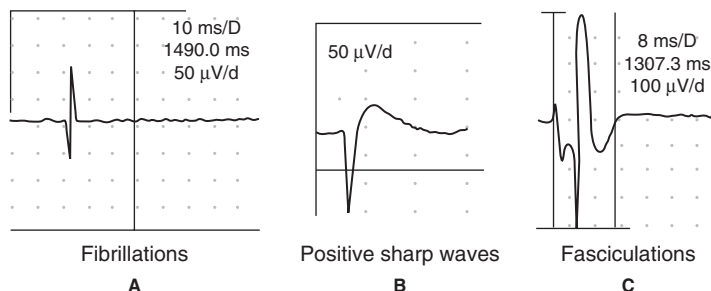 10 ms/D
1490.0 ms
50 μV/d
50 μV/d
8 ms/D
1307.3 ms
100 μV/d
Fibrillations
Positive sharp waves
Fasciculations
A
B
C